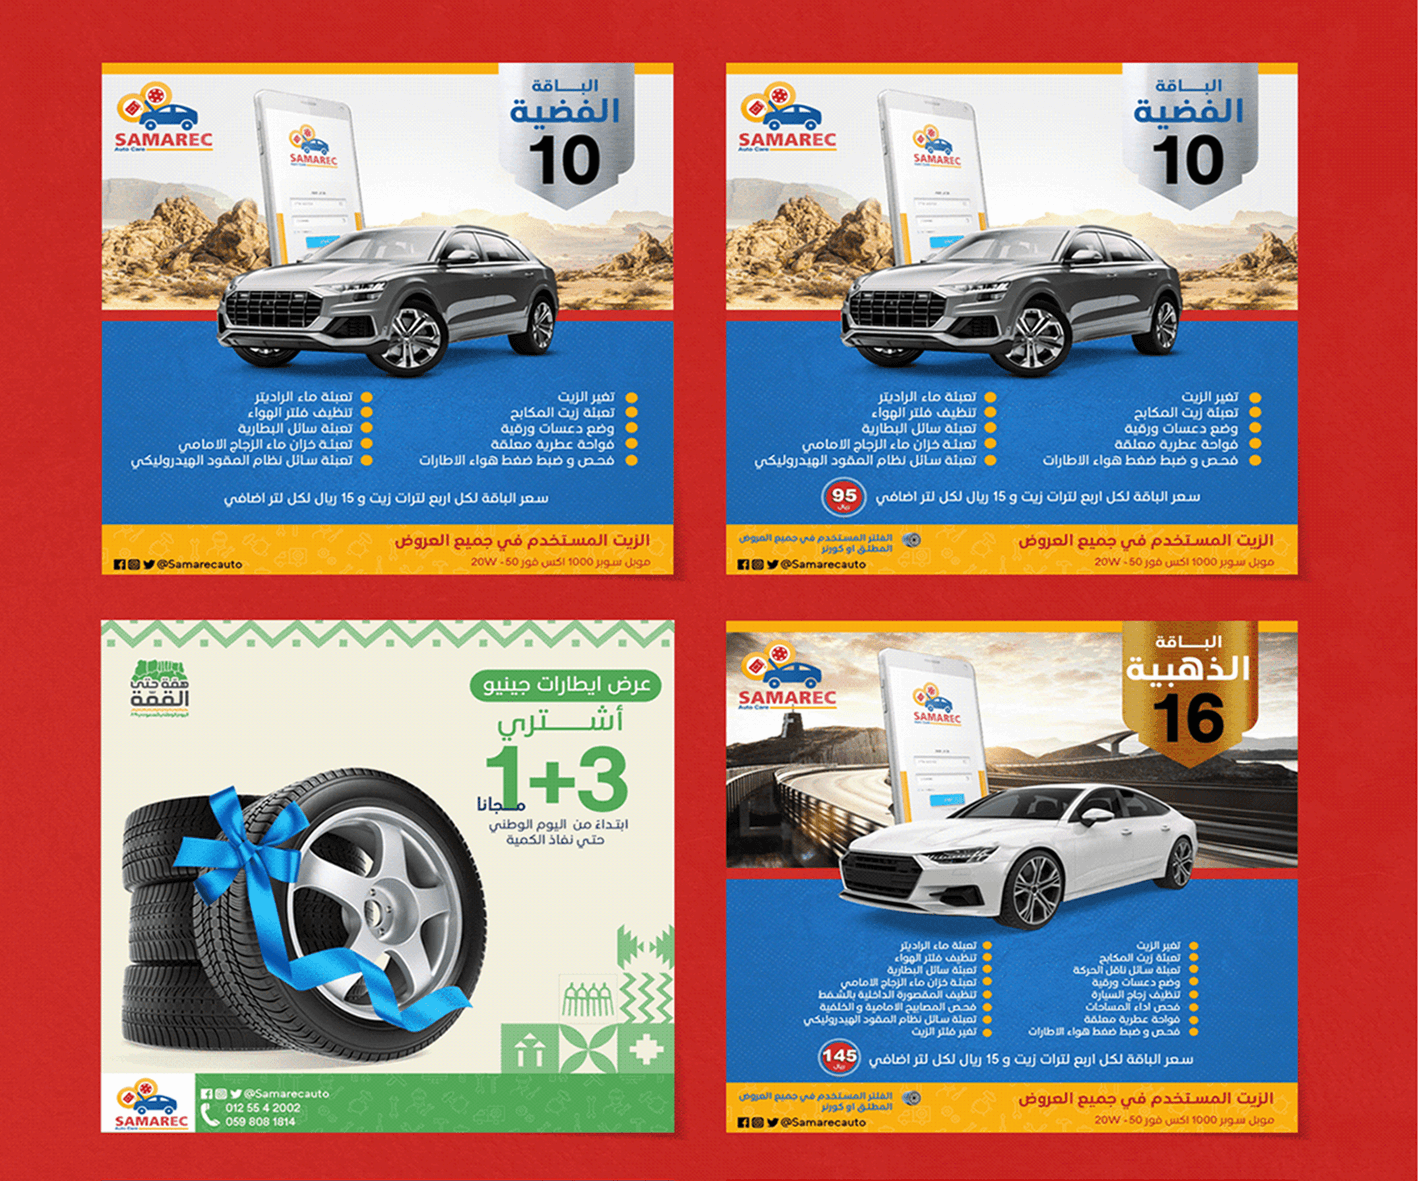 SAMAREC
Auto Care
SAMAREC
الباقة
الفضية
10
تغير الزيت
تعبئة زيت المكابح
وضع دعسات ورقية
فواحة عطرية معلقة
فحص و ضبط ضغط هواء الاطارات
تعبئة ماء الراديتر
تنظيف فلتر الهواء
تعبئة سائل البطارية
تعبئة خزان ماء الزجاج الامامي
تعبئة سائل نظام المقود الهيدروليكي
سعر الباقة لكل اربع لترات زيت و 15 ريال لكل لتر اضافي
الزيت المستخدم في جميع العروض
موبل سوبر 1000 اكس فور 50 - 20W
@Samarecauto
SAMAREC
Auto Care
SAMAREC
الباقة
الفضية
10
تغير الزيت
تعبئة زيت المكابح
وضع دعسات ورقية
فواحة عطرية معلقة
فحص و ضبط ضغط هواء الاطارات
تعبئة ماء الراديتر
تنظيف فلتر الهواء
تعبئة سائل البطارية
تعبئة خزان ماء الزجاج الامامي
تعبئة سائل نظام المقود الهيدروليكي
سعر الباقة لكل اربع لترات زيت و 15 ريال لكل لتر اضافي
95
ريال
الزيت المستخدم في جميع العروض
موبل سوبر 1000 اكس فور 50 - 20W
الفلتر المستخدم في جميع العروض
المطلق او كورنر
@Samarecauto
همة حتى
القمّة
عرض ايطارات جينيو
أشتري
3+1
مجانا
ابتداءً من اليوم الوطني
حتي نفاذ الكمية
SAMAREC
@Samarecauto
012 55 4 2002
059 808 1814
SAMAREC
Auto Care
SAMAREC
الباقة
الذهبية
16
تغير الزيت
تعبئة زيت المكابح
تعبئة سائل ناقل الحركة
وضع دعسات ورقية
تنظيف زجاج السيارة
فحص اداء المساحات
فواحة عطرية معلقة
فحص و ضبط ضغط هواء الاطارات
تعبئة ماء الراديتر
تنظيف فلتر الهواء
تعبئة سائل البطارية
تعبئة خزان ماء الزجاج الامامي
تنظيف المقصورة الداخلية بالشفط
فحص المصابيح الامامية و الخلفية
تعبئة سائل نظام المقود الهيدروليكي
تغير فلتر الزيت
سعر الباقة لكل اربع لترات زيت و 15 ريال لكل لتر اضافي
145
ريال
الزيت المستخدم في جميع العروض
موبل سوبر 1000 اكس فور 50 - 20W
الفلتر المستخدم في جميع العروض
المطلق او كورنر
@Samarecauto